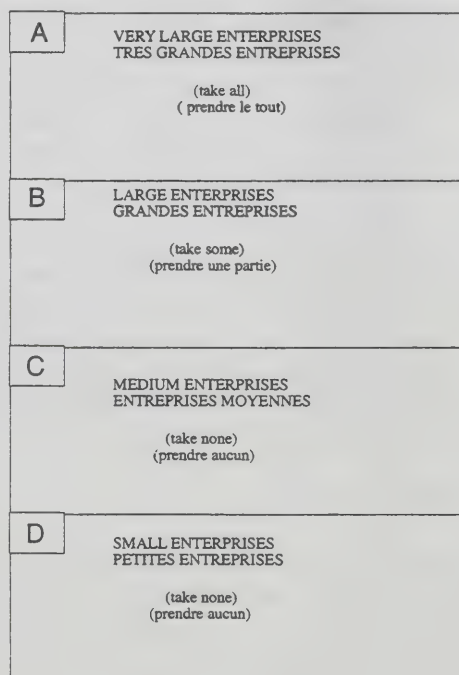 A
VERY LARGE ENTERPRISES
TRES GRANDES ENTREPRISES
(take all)
( prendre le tout)
B
LARGE ENTERPRISES
GRANDES ENTREPRISES
(take some)
(prendre une partie)
C
MEDIUM ENTERPRISES
ENTREPRISES MOYENNES
(take none)
(prendre aucun)
D
SMALL ENTERPRISES
PETITES ENTREPRISES
(take none)
(prendre aucun)